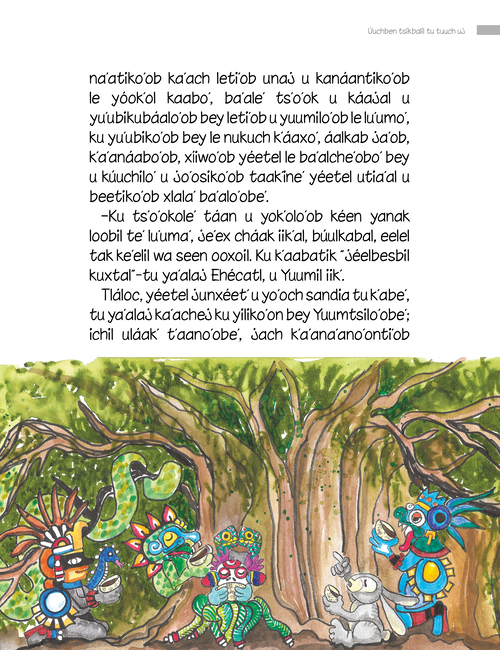 Úuchben tsikbalil tu tuuch uj
na'atiko'ob ka'ach leti'ob unaj u kanáantiko'ob
le yóok'ol kaabo', ba'ale' ts'o'ok u káajal u
yu'ubikubáalo'ob bey leti'ob u yuumilo'ob le lu'umo',
ku yu'ubiko'ob bey le nukuch k'áaxo', áalkab ja'ob,
k'a'anáabo'ob, xíiwo'ob yéetel le ba'alche'obo' bey
u kúuchilo' u jo'osiko'ob taak'ine' yéetel utia'al u
beetiko'ob xlala' ba'alo'obe'.
–Ku ts'o'okole' táan u yok'olo'ob kéen yanak
loobil te' lu'uma', je'ex cháak iik'al, búulkabal, eelel
tak ke'elil wa seen ooxoil. Ku k'aabatik "jéelbesbil
kuxtal"–tu ya'alaj Ehécatl, u Yuumil iik'.
Tláloc, yéetel junxéet' u yo'och sandia tu k'abe',
tu ya'alaj ka'achej ku yiliko'on bey Yuumtsilo'obe';
ichil uláak' t'aano'obe', jach k'a'ana'ano'onti'ob